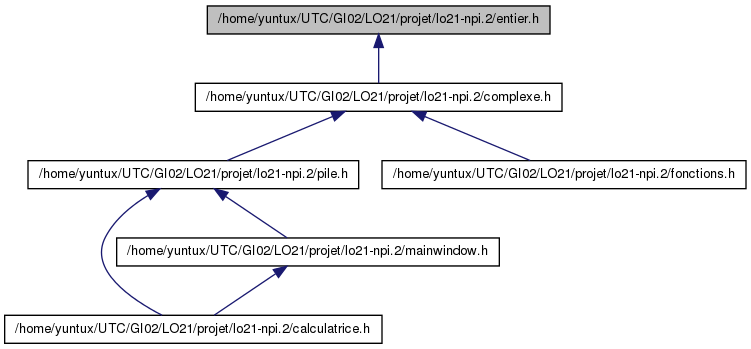 /home/yuntux/UTC/GI02/LO21/projet/lo21-npi.2/entier.h
/home/yuntux/UTC/GI02/LO21/projet/lo21-npi.2/complexe.h
/home/yuntux/UTC/GI02/LO21/projet/lo21-npi.2/pile.h
/home/yuntux/UTC/GI02/LO21/projet/lo21-npi.2/fonctions.h
/home/yuntux/UTC/GI02/LO21/projet/lo21-npi.2/mainwindow.h
/home/yuntux/UTC/GI02/LO21/projet/lo21-npi.2/calculatrice.h